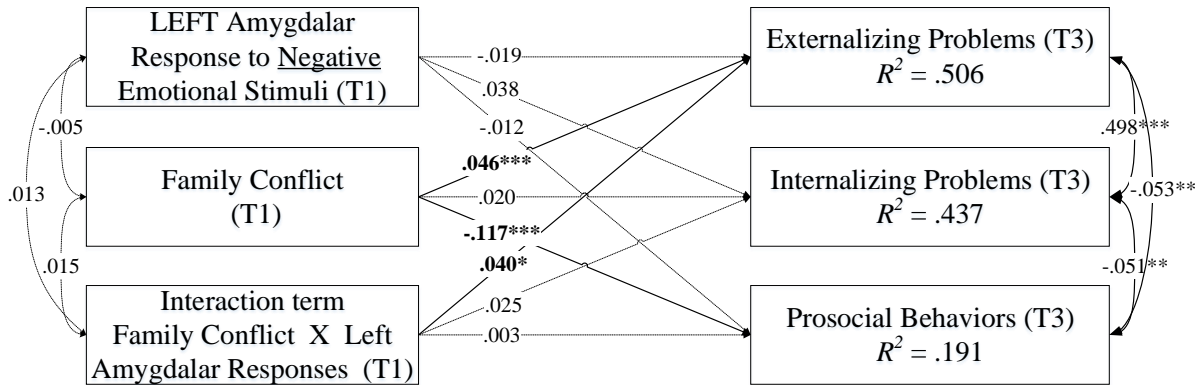 LEFT Amygdalar
Response to Negative
Emotional Stimuli (T1)
Family Conflict
(T1)
Interaction term
Family Conflict X Left
Amygdalar Responses (T1)
-.005
.013
.015
-.019
.038
-.012
.046***
.020
-.117***
.040*
.025
.003
Externalizing Problems (T3)
R² = .506
Internalizing Problems (T3)
R² = .437
Prosocial Behaviors (T3)
R² = .191
.498***
-.053**
-.051**